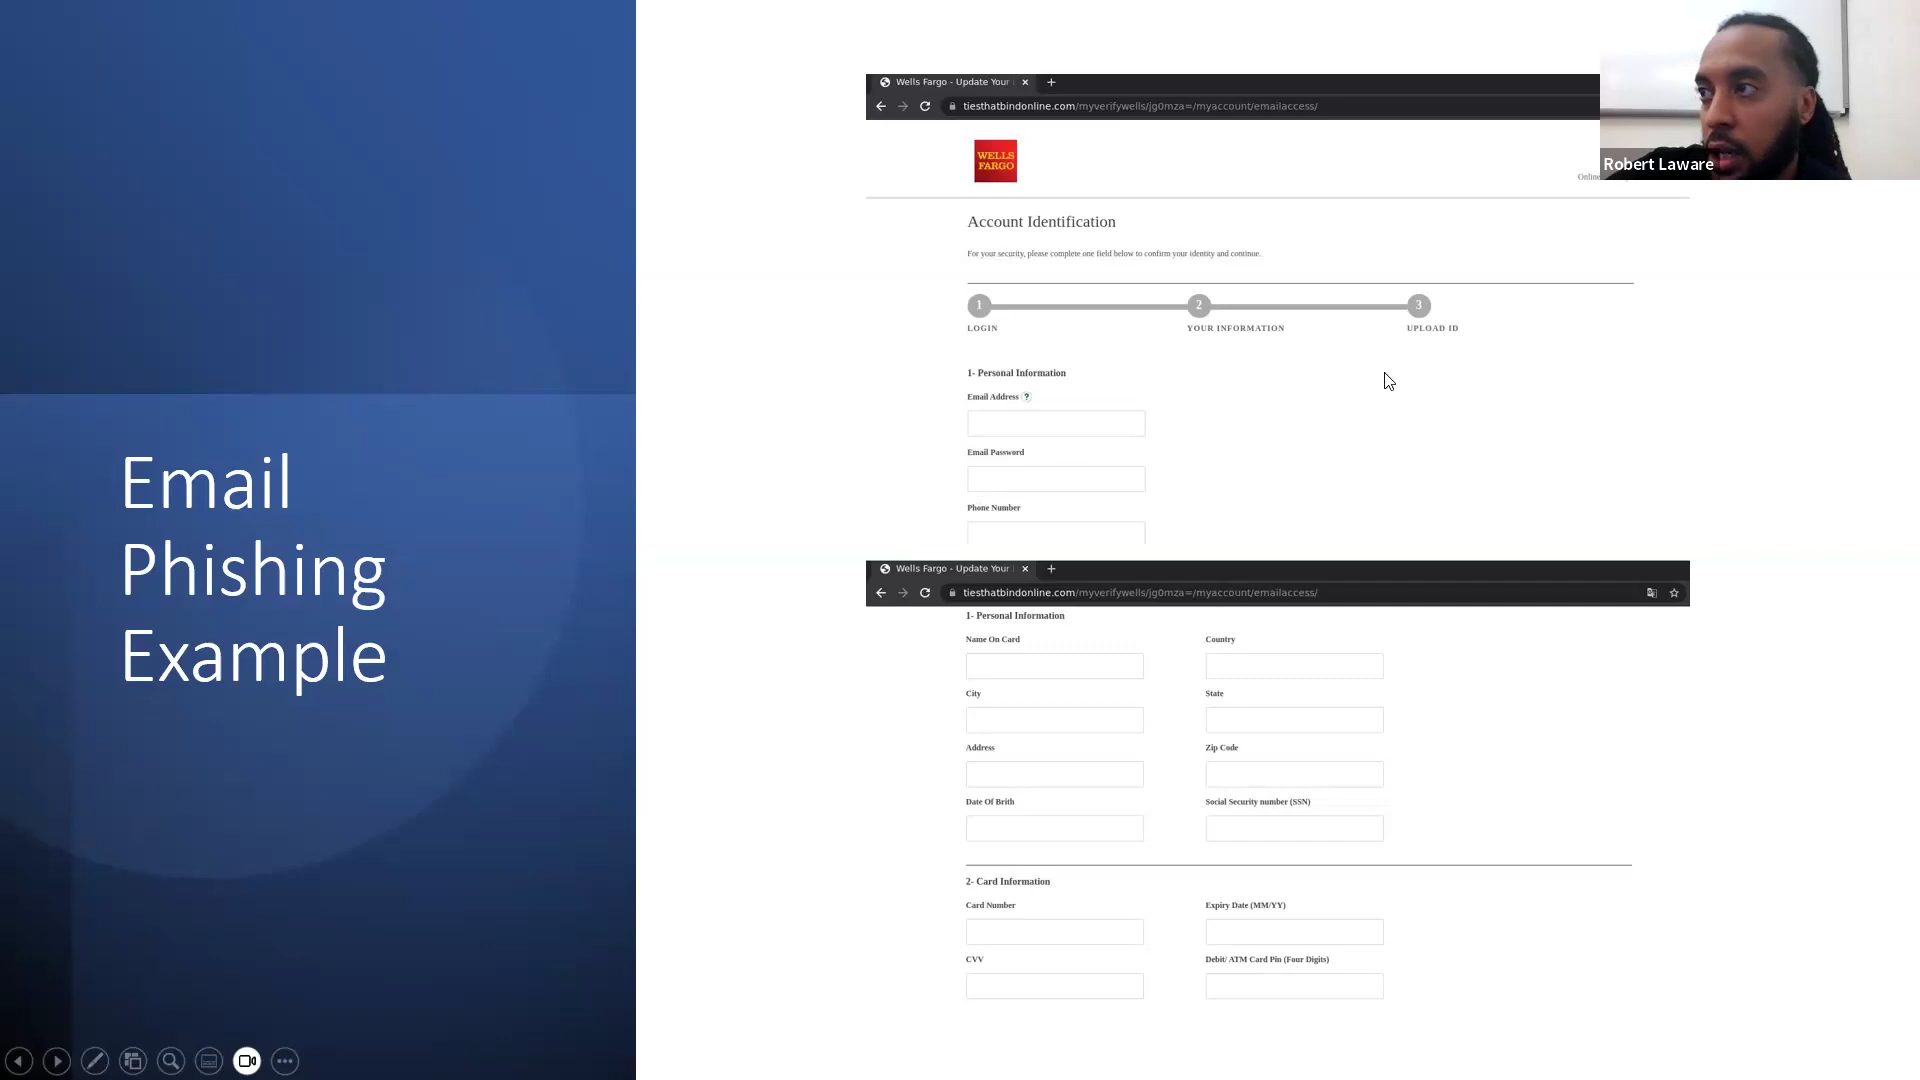 Email
Phishing
Example
Wells Fargo - Update Your
tiesthatbindonline.com/myverifywells/jg0mza=/myaccount/emailaccess/
WELLS
FARGO
Robert Laware
Online
Account Identification
For your security, please complete one field below to confirm your identity and continue.
1 2 3
LOGIN YOUR INFORMATION UPLOAD ID
1- Personal Information
Email Address ?
Email Password
Phone Number
Wells Fargo - Update Your
tiesthatbindonline.com/myverifywells/jg0mza=/myaccount/emailaccess/
1- Personal Information
Name On Card Country
City State
Address Zip Code
Date Of Brith Social Security number (SSN)
2- Card Information
Card Number Expiry Date (MM/YY)
CVV Debit/ ATM Card Pin (Four Digits)